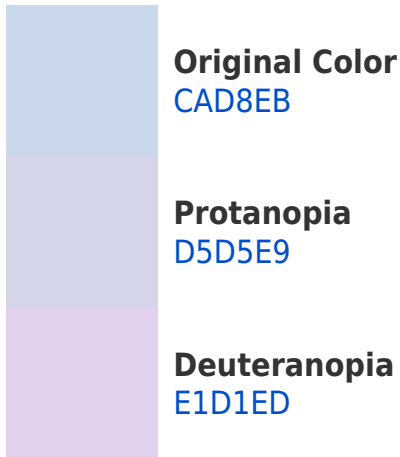 Original Color
CAD8EB
Protanopia
D5D5E9
Deuteranopia
E1D1ED